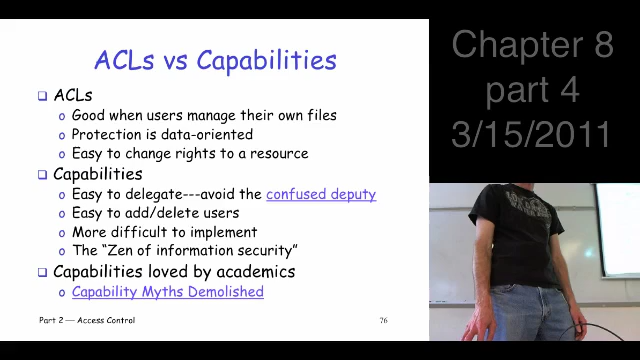 ACLs vs Capabilities
❑ ACLs
o Good when users manage their own files
o Protection is data-oriented
o Easy to change rights to a resource
❑ Capabilities
o Easy to delegate---avoid the confused deputy
o Easy to add/delete users
o More difficult to implement
o The “Zen of information security”
❑ Capabilities loved by academics
o Capability Myths Demolished
Part 2 — Access Control 76
Chapter 8
part 4
3/15/2011